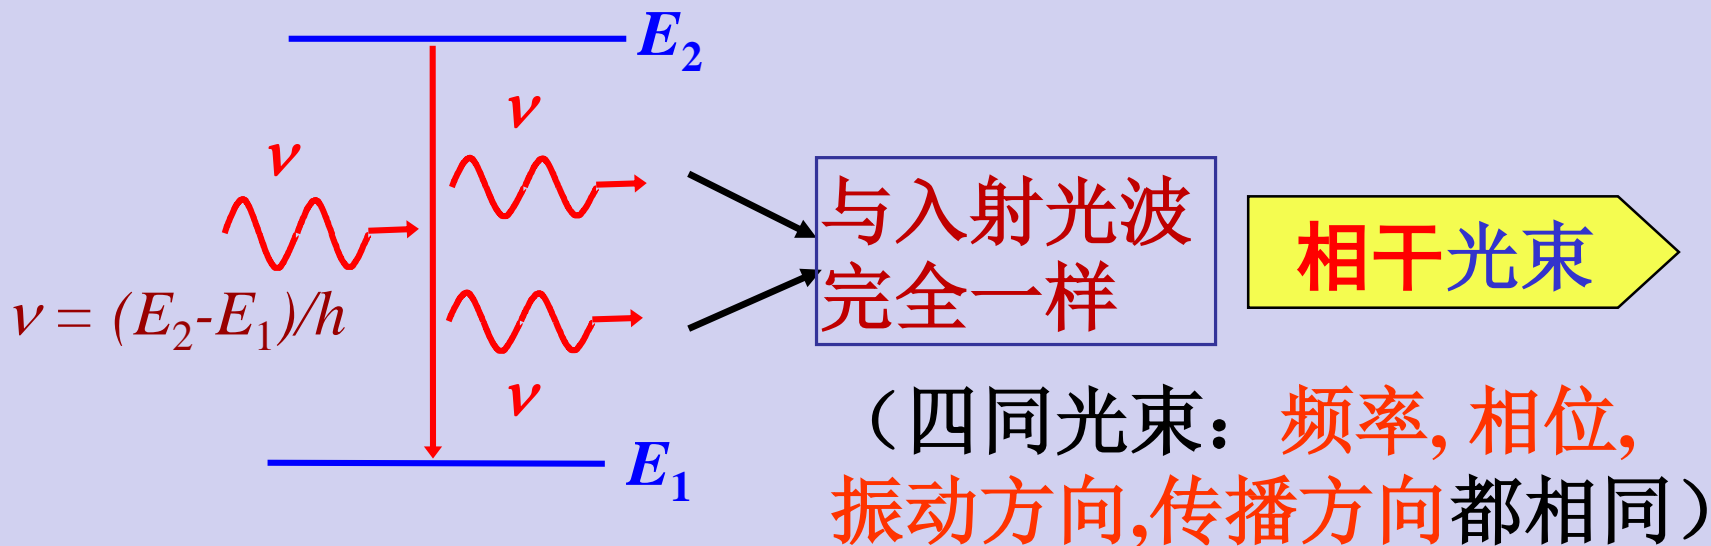 E₂
ν
ν
与入射光波
完全一样
相干光束
ν = (E₂-E₁)/h
ν
（四同光束：频率, 相位,
E₁
振动方向,传播方向都相同）